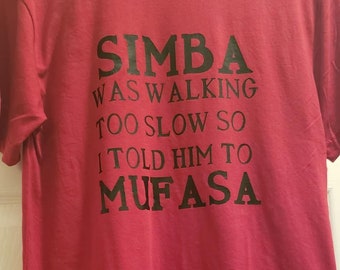 SIMBA
WAS WALKING
TOO SLOW SO
I TOLD HIM TO
MUFASA